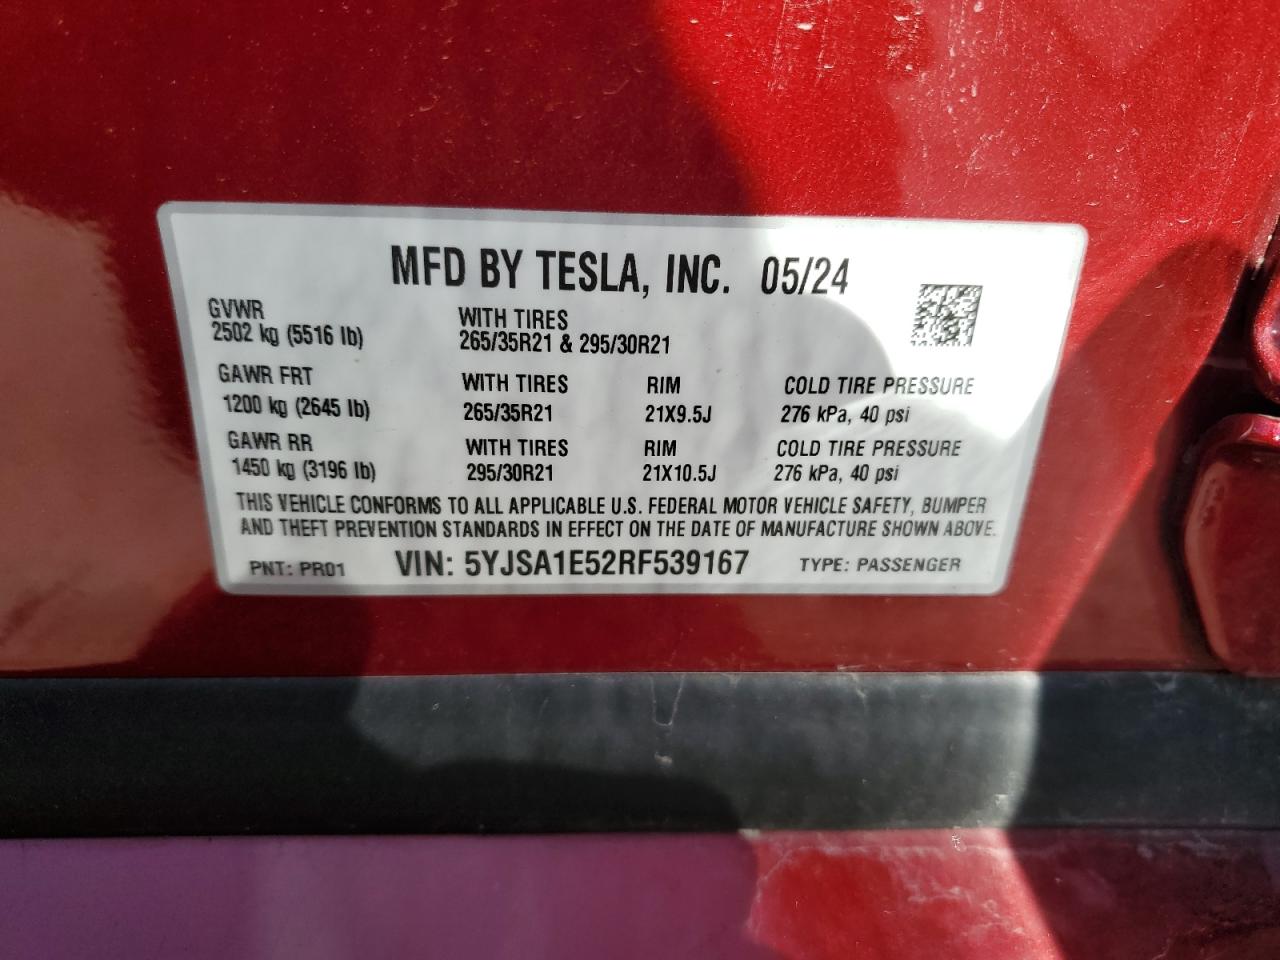 MFD BY TESLA, INC. 05/24
GVWR
2502 kg (5516 lb)
WITH TIRES
265/35R21 & 295/30R21
GAWR FRT WITH TIRES RIM COLD TIRE PRESSURE
1200 kg (2645 lb) 265/35R21 21X9.5J 276 kPa, 40 psi
GAWR RR WITH TIRES RIM COLD TIRE PRESSURE
1450 kg (3196 lb) 295/30R21 21X10.5J 276 kPa, 40 psi
THIS VEHICLE CONFORMS TO ALL APPLICABLE U.S. FEDERAL MOTOR VEHICLE SAFETY, BUMPER
AND THEFT PREVENTION STANDARDS IN EFFECT ON THE DATE OF MANUFACTURE SHOWN ABOVE.
PNT: PR01 VIN: 5YJSA1E52RF539167 TYPE: PASSENGER